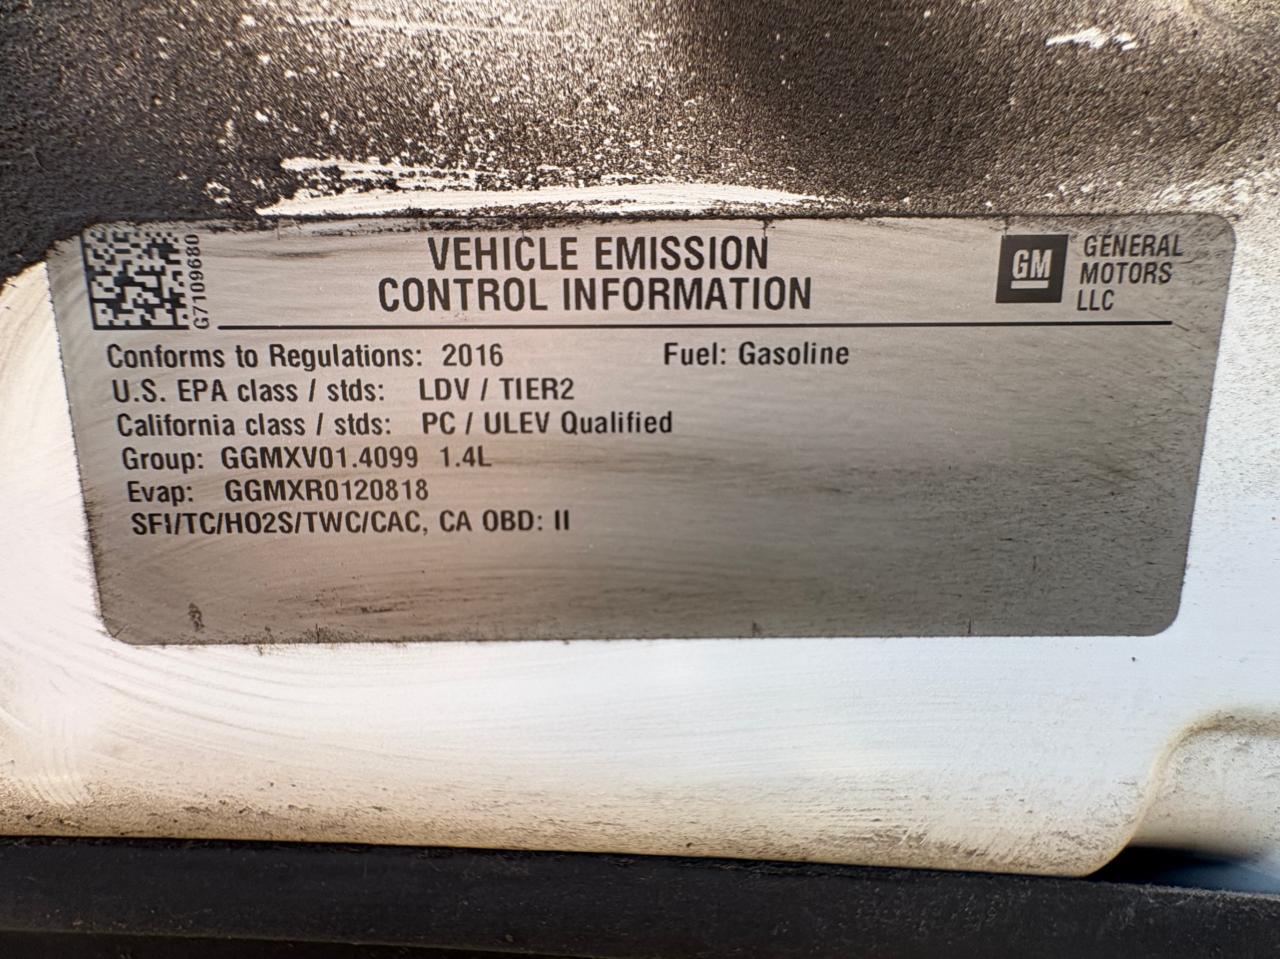 G7109680
VEHICLE EMISSION
CONTROL INFORMATION
GM
GENERAL
MOTORS
LLC
Conforms to Regulations: 2016 Fuel: Gasoline
U.S. EPA class / stds: LDV / TIER2
California class / stds: PC / ULEV Qualified
Group: GGMXV01.4099 1.4L
Evap: GGMXR0120818
SFI/TC/HO2S/TWC/CAC, CA OBD: II